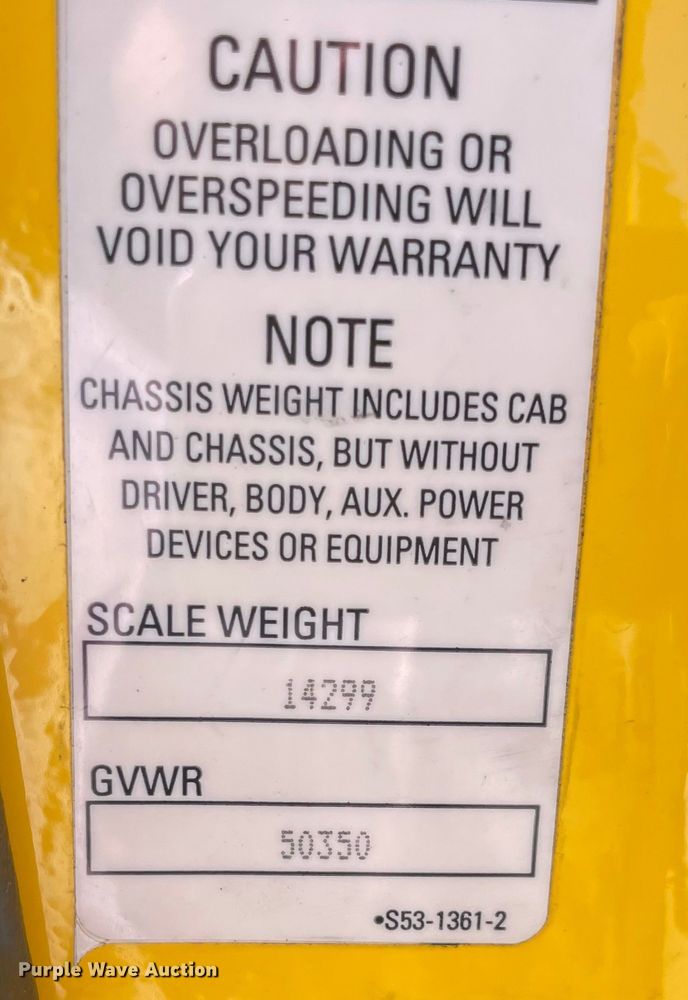 CAUTION
OVERLOADING OR
OVERSPEEDING WILL
VOID YOUR WARRANTY
NOTE
CHASSIS WEIGHT INCLUDES CAB
AND CHASSIS, BUT WITHOUT
DRIVER, BODY, AUX. POWER
DEVICES OR EQUIPMENT
SCALE WEIGHT
14299
GVWR
50350
•S53-1361-2
Purple Wave Auction